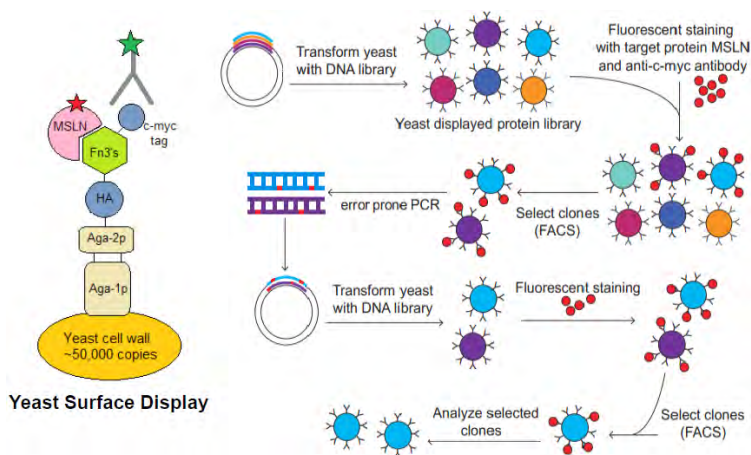 MSLN
c-myc
tag
Fn3's
HA
Aga-2p
Aga-1p
Yeast cell wall
~50,000 copies
Yeast Surface Display
Transform yeast
with DNA library
Yeast displayed protein library
Fluorescent staining
with target protein MSLN
and anti-c-myc antibody
Select clones
(FACS)
error prone PCR
Transform yeast
with DNA library
Fluorescent staining
Select clones
(FACS)
Analyze selected
clones